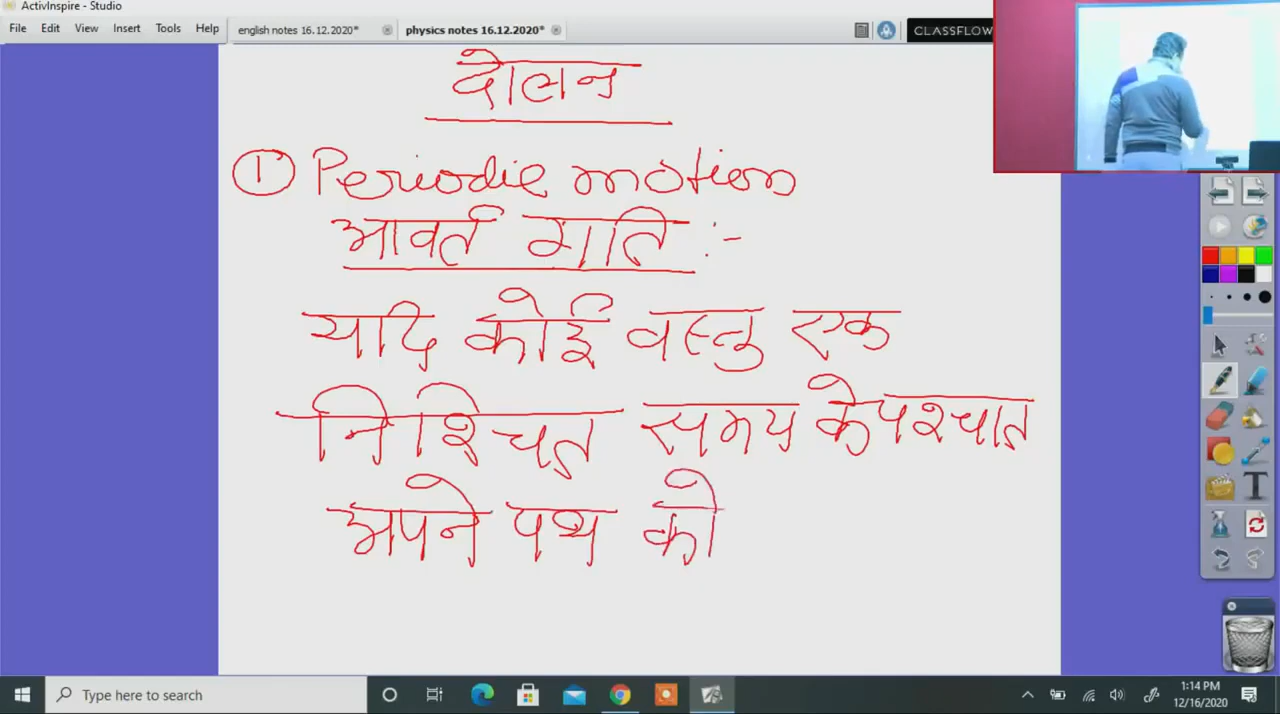 ActivInspire - Studio
File Edit View Insert Tools Help
english notes 16.12.2020*
physics notes 16.12.2020*
CLASSFLOW
दोलन
① Periodic motion
आवर्त गति :-
यदि कोई वस्तु एक
निश्चित समय के पश्चात
अपने पथ को
Type here to search
1:14 PM
12/16/2020